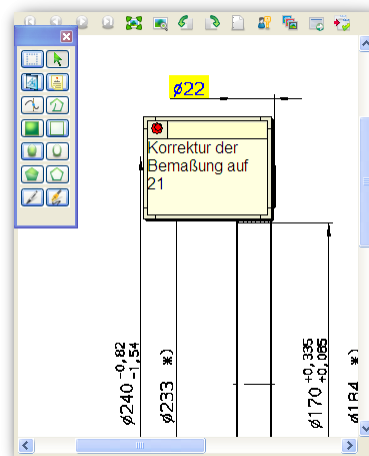 ø22
Korrektur der
Bemaßung auf
21
ø240 -0,82 -1,54
ø233 *)
ø170 +0,335 +0,085
ø184 *)